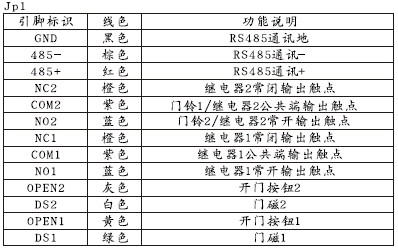 Jp1
引脚标识 线色 功能说明
GND 黑色 RS485通讯地
485- 棕色 RS485通讯-
485+ 红色 RS485通讯+
NC2 橙色 继电器2常闭输出触点
COM2 紫色 门铃1/继电器2公共端输出触点
NO2 蓝色 门铃2/继电器2常开输出触点
NC1 橙色 继电器1常闭输出触点
COM1 紫色 继电器1公共端输出触点
NO1 蓝色 继电器1常开输出触点
OPEN2 灰色 开门按钮2
DS2 白色 门磁2
OPEN1 黄色 开门按钮1
DS1 绿色 门磁1